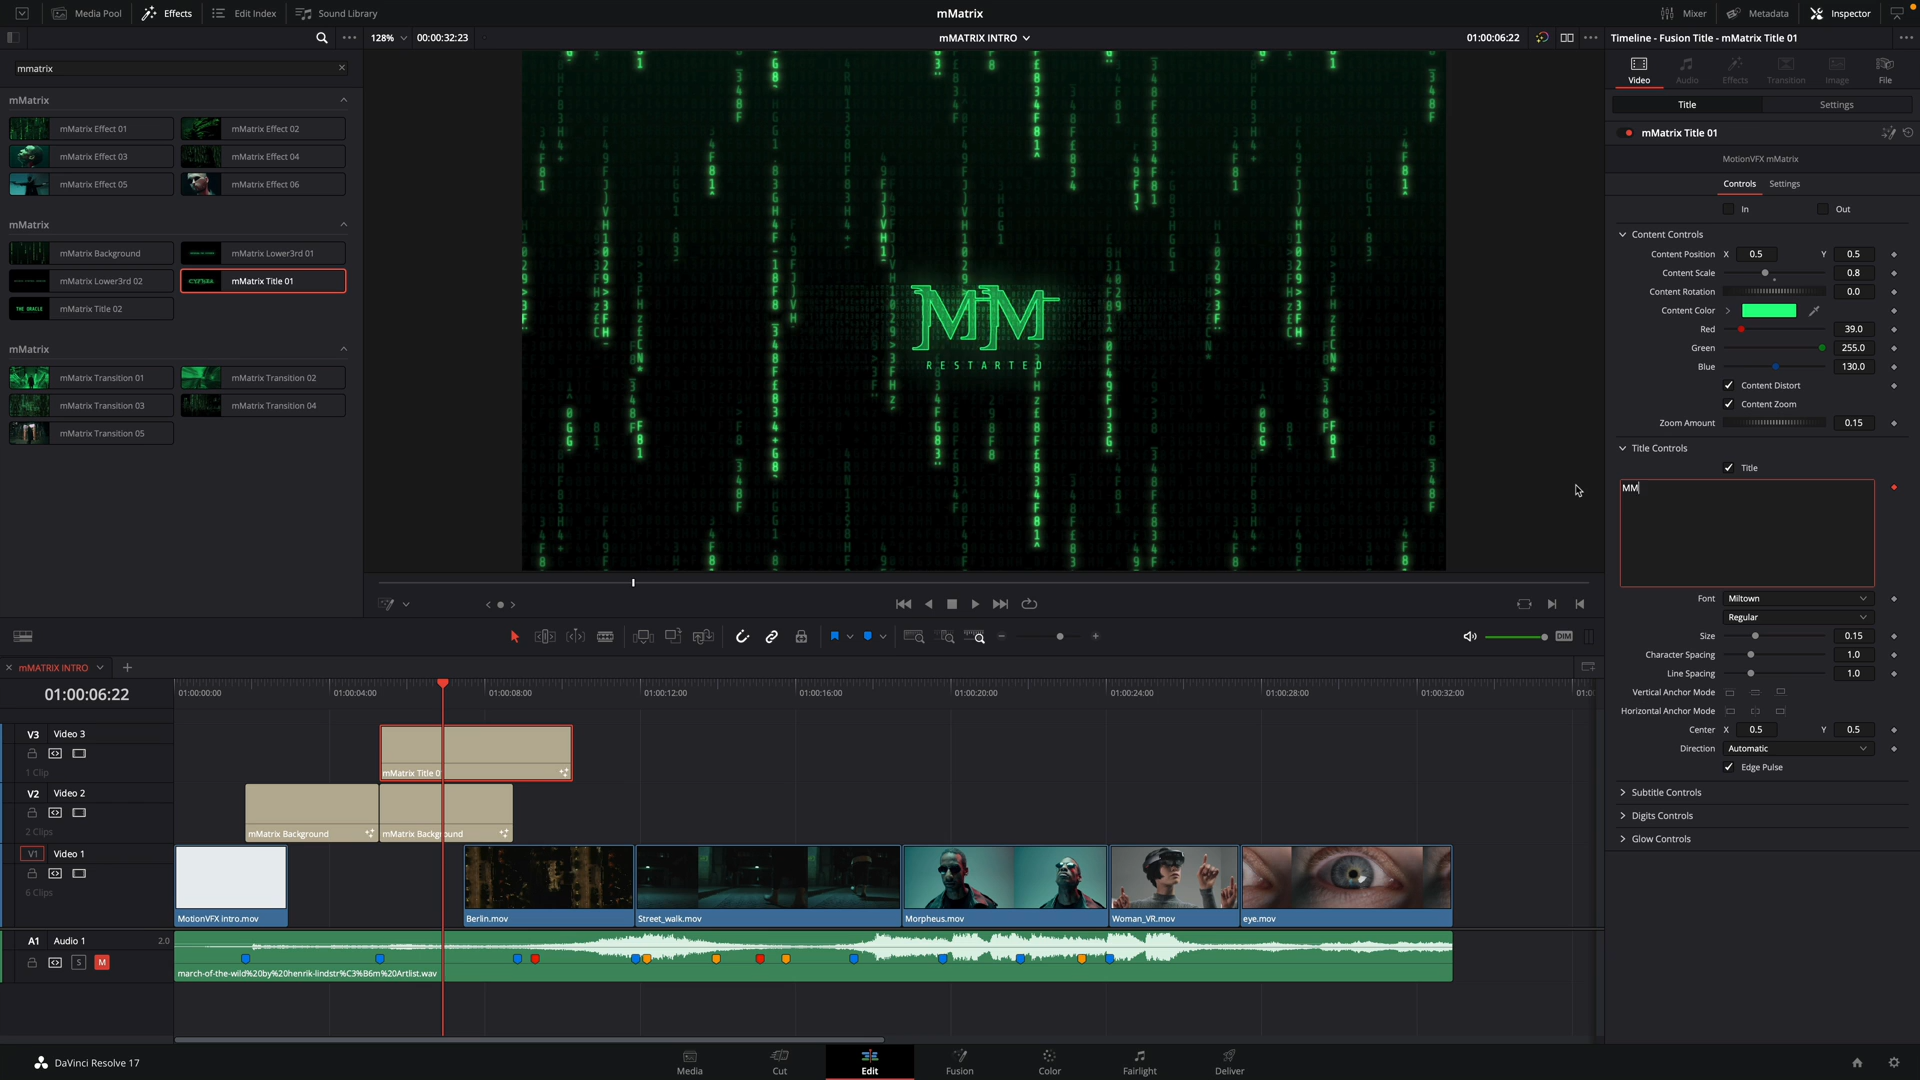 Media Pool
Effects
Edit Index
Sound Library
mMatrix
Mixer
Metadata
Inspector
128%
00:00:32:23
mMATRIX INTRO
01:00:06:22
Timeline - Fusion Title - mMatrix Title 01
mmatrix
mMatrix
mMatrix Effect 01
mMatrix Effect 02
mMatrix Effect 03
mMatrix Effect 04
mMatrix Effect 05
mMatrix Effect 06
mMatrix
mMatrix Background
mMatrix Lower3rd 01
mMatrix Lower3rd 02
mMatrix Title 01
THE ORACLE
mMatrix Title 02
mMatrix
mMatrix Transition 01
mMatrix Transition 02
mMatrix Transition 03
mMatrix Transition 04
mMatrix Transition 05
MM
RESTARTED
Video
Audio
Effects
Transition
Image
File
Title
Settings
mMatrix Title 01
MotionVFX mMatrix
Controls
Settings
In
Out
Content Controls
Content Position X 0.5 Y 0.5
Content Scale 0.8
Content Rotation 0.0
Content Color
Red 39.0
Green 255.0
Blue 130.0
Content Distort
Content Zoom
Zoom Amount 0.15
Title Controls
Title
MM
Font Miltown
Regular
Size 0.15
Character Spacing 1.0
Line Spacing 1.0
Vertical Anchor Mode
Horizontal Anchor Mode
Center X 0.5 Y 0.5
Direction Automatic
Edge Pulse
Subtitle Controls
Digits Controls
Glow Controls
DIM
mMATRIX INTRO
01:00:06:22
01:00:00:00
01:00:04:00
01:00:08:00
01:00:12:00
01:00:16:00
01:00:20:00
01:00:24:00
01:00:28:00
01:00:32:00
V3 Video 3
1 Clip
mMatrix Title 0
V2 Video 2
2 Clips
mMatrix Background
mMatrix Background
V1 Video 1
6 Clips
MotionVFX intro.mov
Berlin.mov
Street_walk.mov
Morpheus.mov
Woman_VR.mov
eye.mov
A1 Audio 1 2.0
S M
march-of-the-wild%20by%20henrik-lindstr%C3%B6m%20Artlist.wav
DaVinci Resolve 17
Media
Cut
Edit
Fusion
Color
Fairlight
Deliver